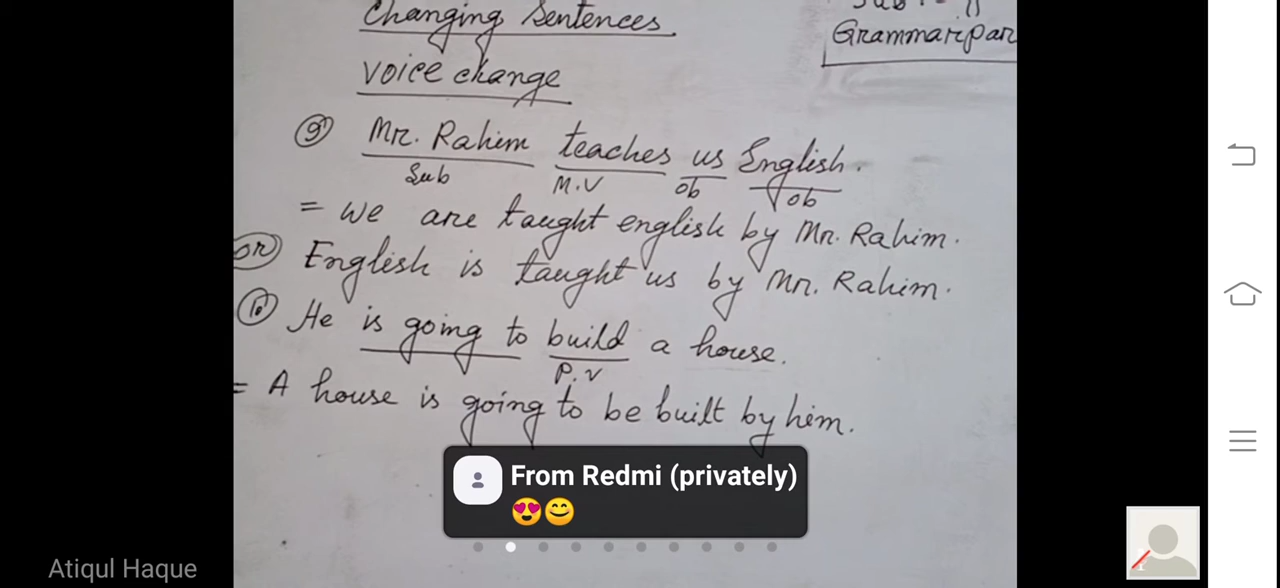 Changing Sentences
Voice change
Grammar par
Mr. Rahim teaches us English.
Sub M.V ob ob
= We are taught english by Mr. Rahim.
or English is taught us by Mr. Rahim.
He is going to build a house.
P.V
= A house is going to be built by him.
From Redmi (privately)
😍😊
Atiqul Haque